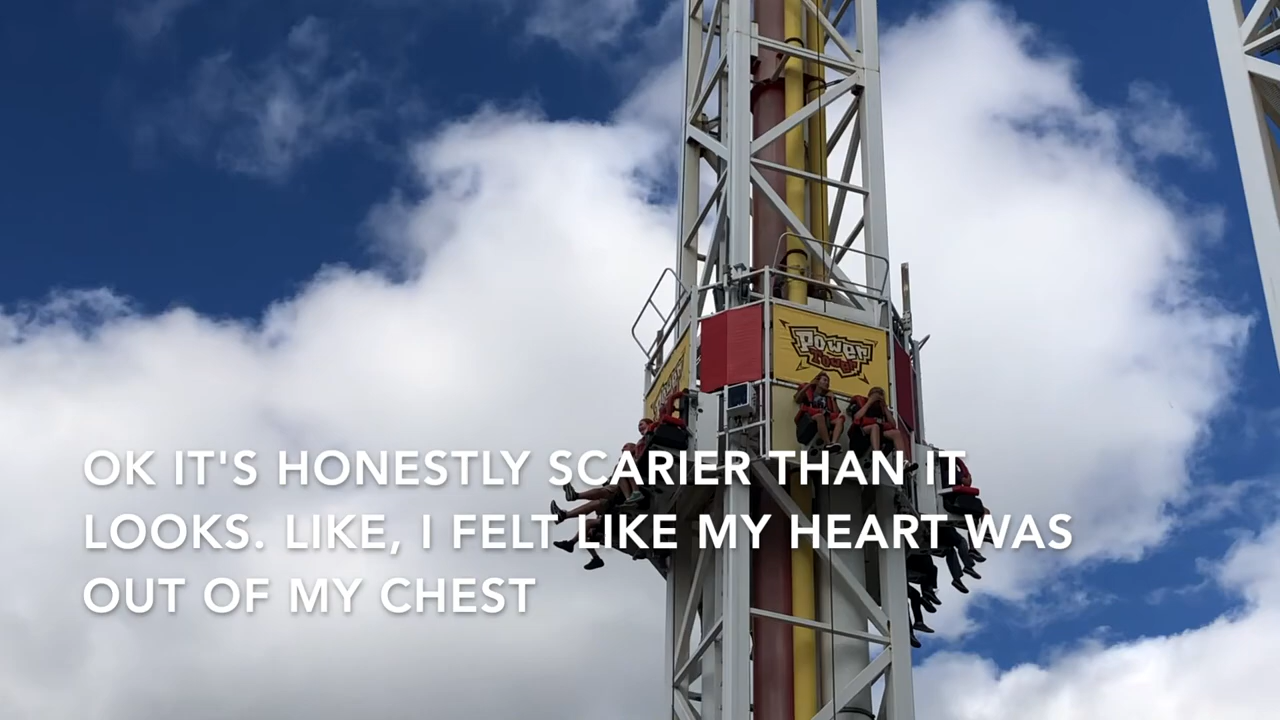 Power
Tower
Power
OK IT'S HONESTLY SCARIER THAN IT
LOOKS. LIKE, I FELT LIKE MY HEART WAS
OUT OF MY CHEST